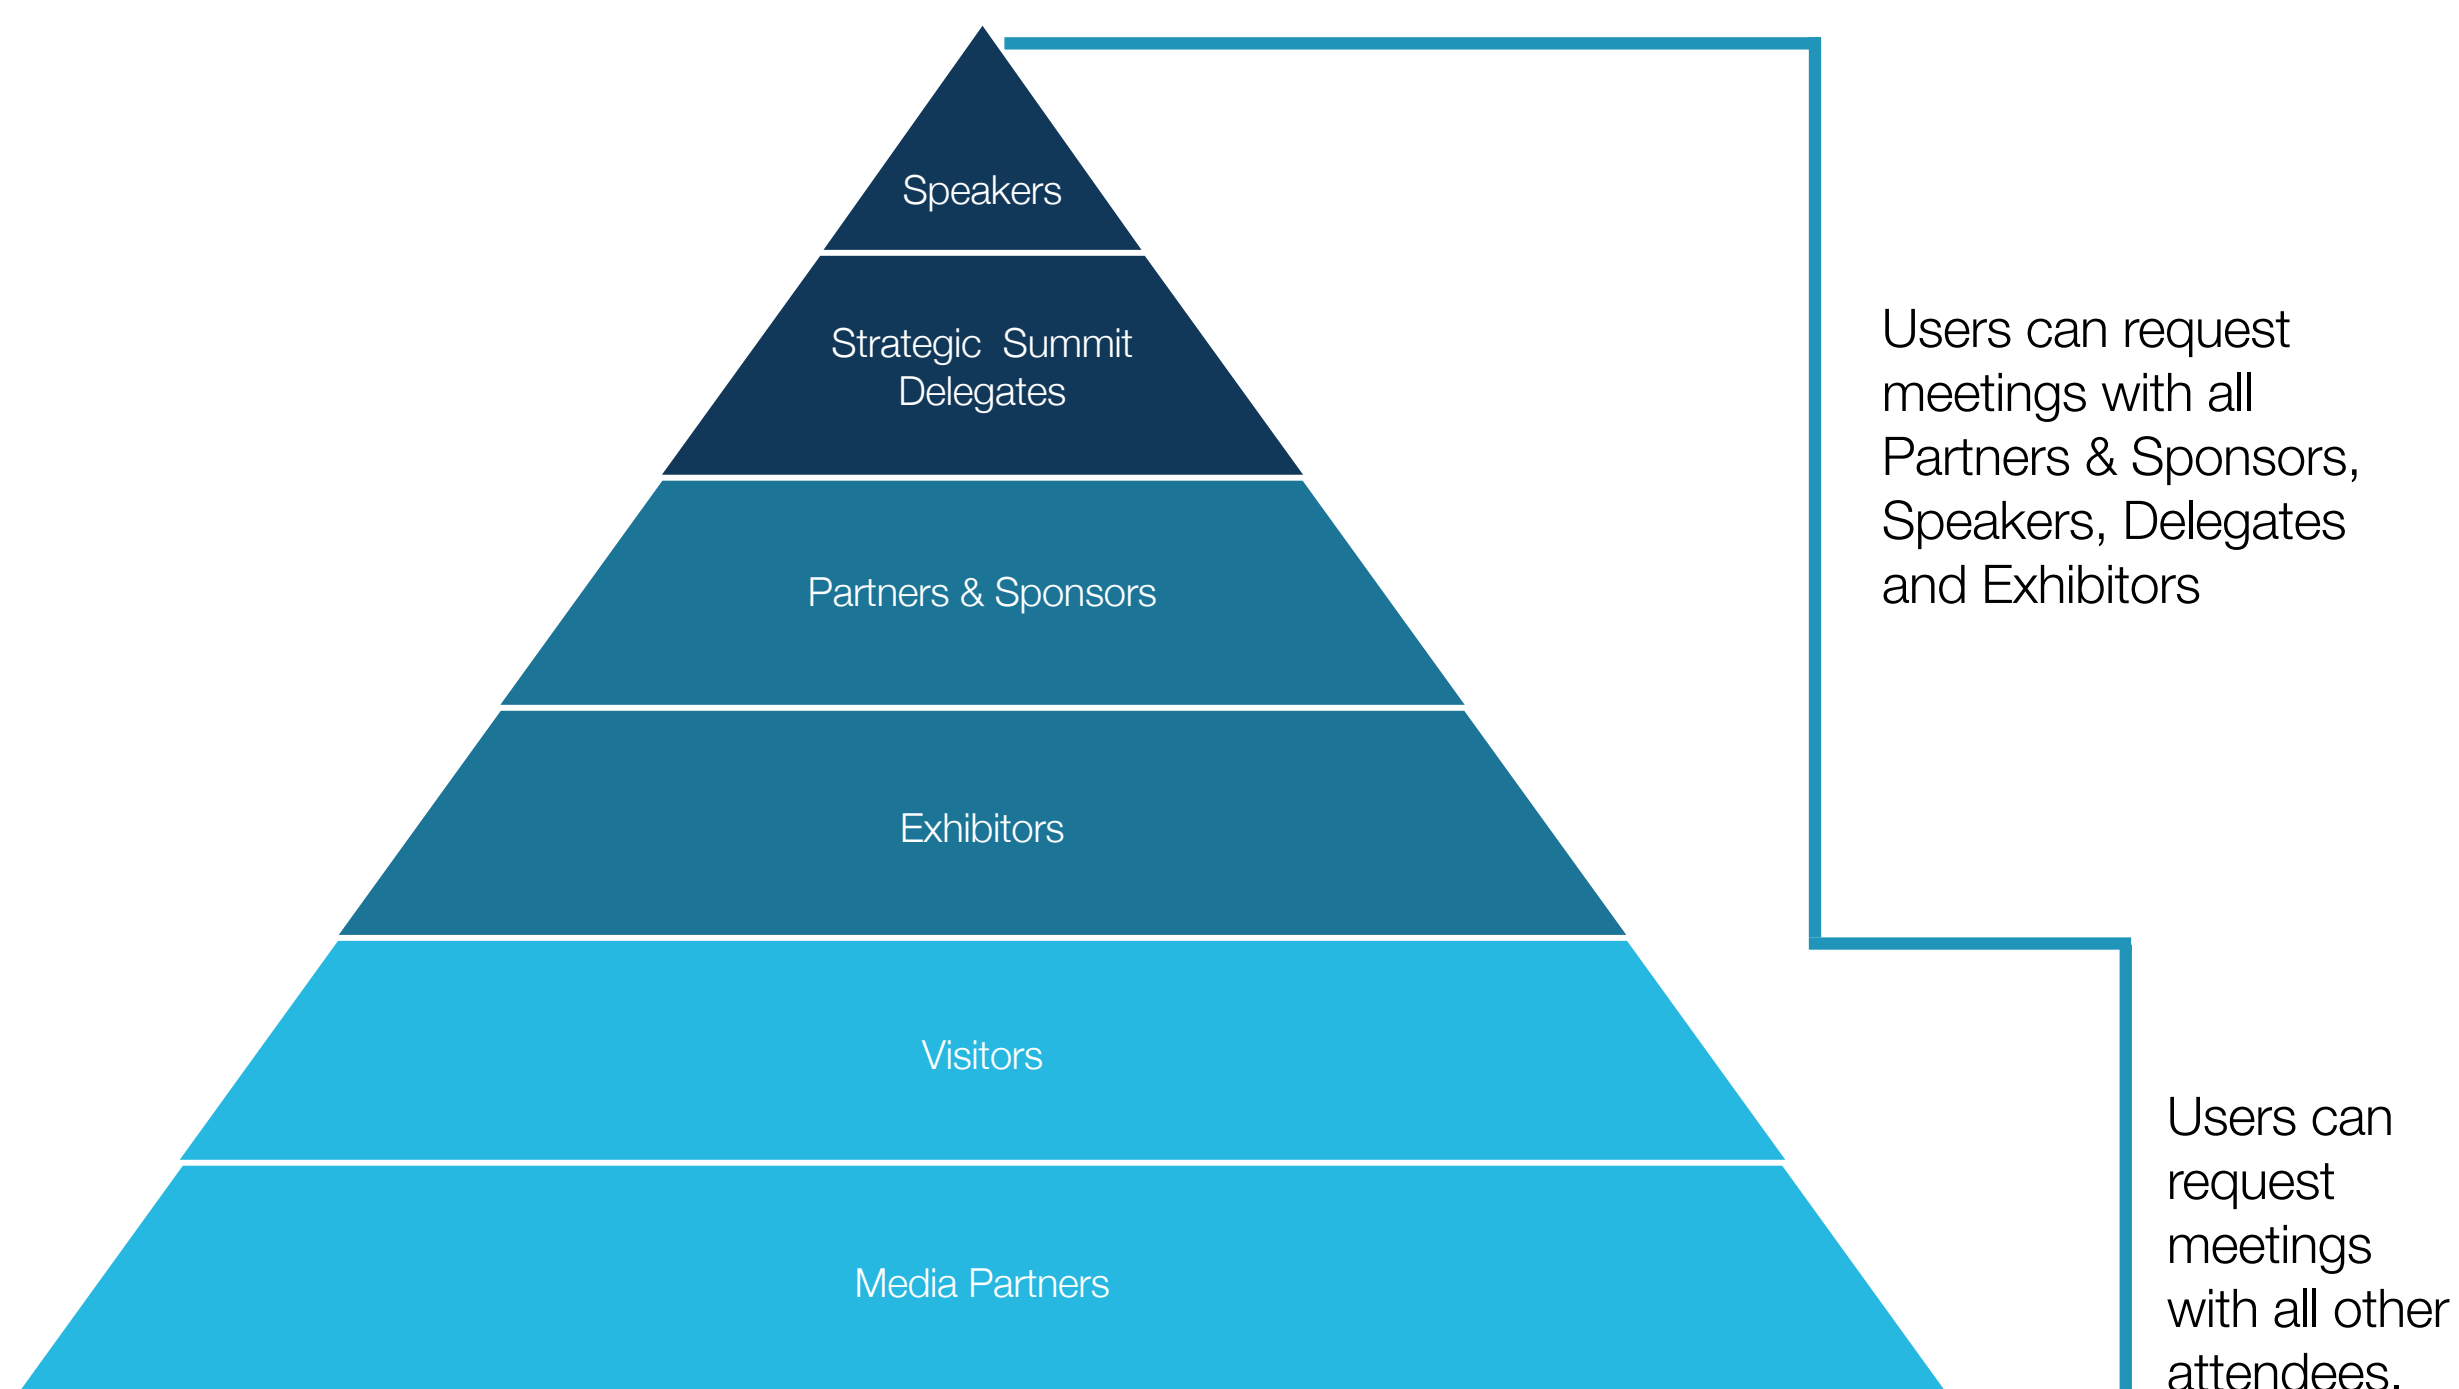 Speakers
Strategic Summit
Delegates
Partners & Sponsors
Exhibitors
Visitors
Media Partners
Users can request
meetings with all
Partners & Sponsors,
Speakers, Delegates
and Exhibitors
Users can
request
meetings
with all other
attendees.